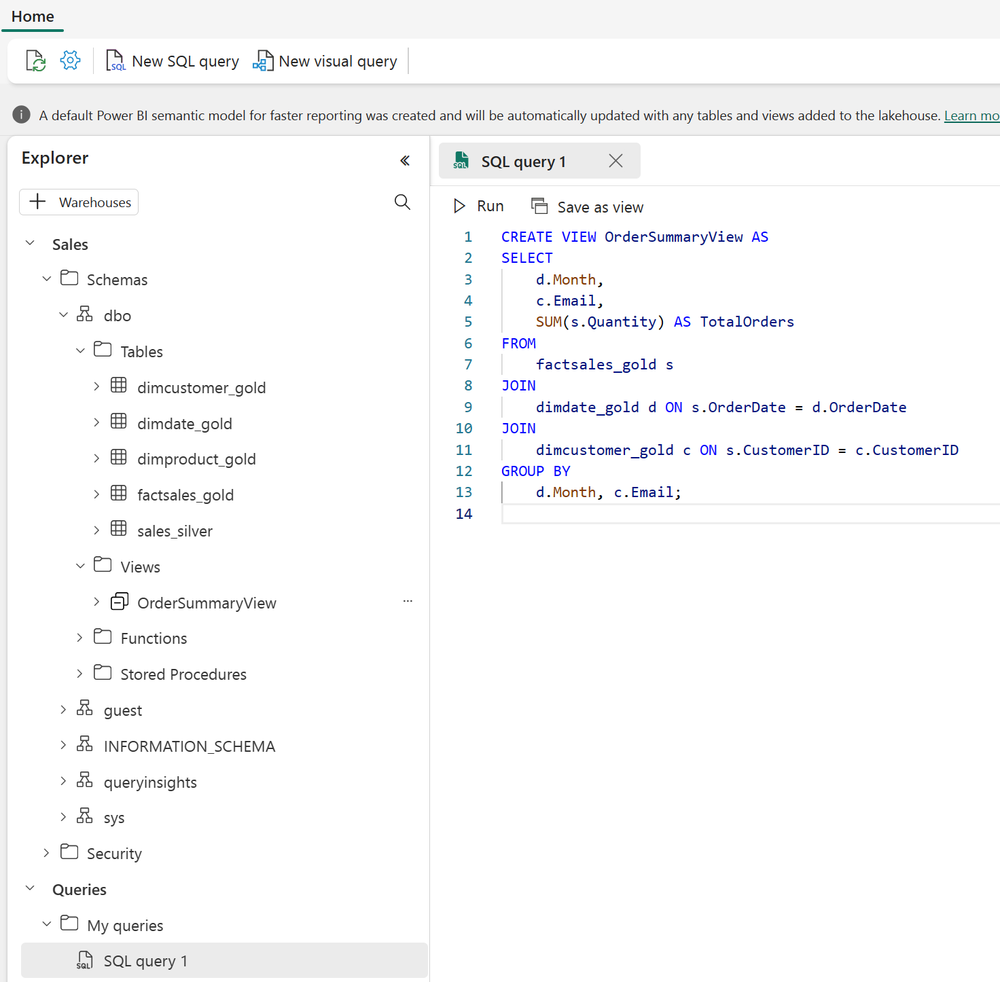 Home
New SQL query
New visual query
A default Power BI semantic model for faster reporting was created and will be automatically updated with any tables and views added to the lakehouse. Learn mo
Explorer
Warehouses
Sales
Schemas
dbo
Tables
dimcustomer_gold
dimdate_gold
dimproduct_gold
factsales_gold
sales_silver
Views
OrderSummaryView
Functions
Stored Procedures
guest
INFORMATION_SCHEMA
queryinsights
sys
Security
Queries
My queries
SQL query 1
SQL query 1
Run
Save as view
1 CREATE VIEW OrderSummaryView AS
2 SELECT
3 d.Month,
4 c.Email,
5 SUM(s.Quantity) AS TotalOrders
6 FROM
7 factsales_gold s
8 JOIN
9 dimdate_gold d ON s.OrderDate = d.OrderDate
10 JOIN
11 dimcustomer_gold c ON s.CustomerID = c.CustomerID
12 GROUP BY
13 d.Month, c.Email;
14